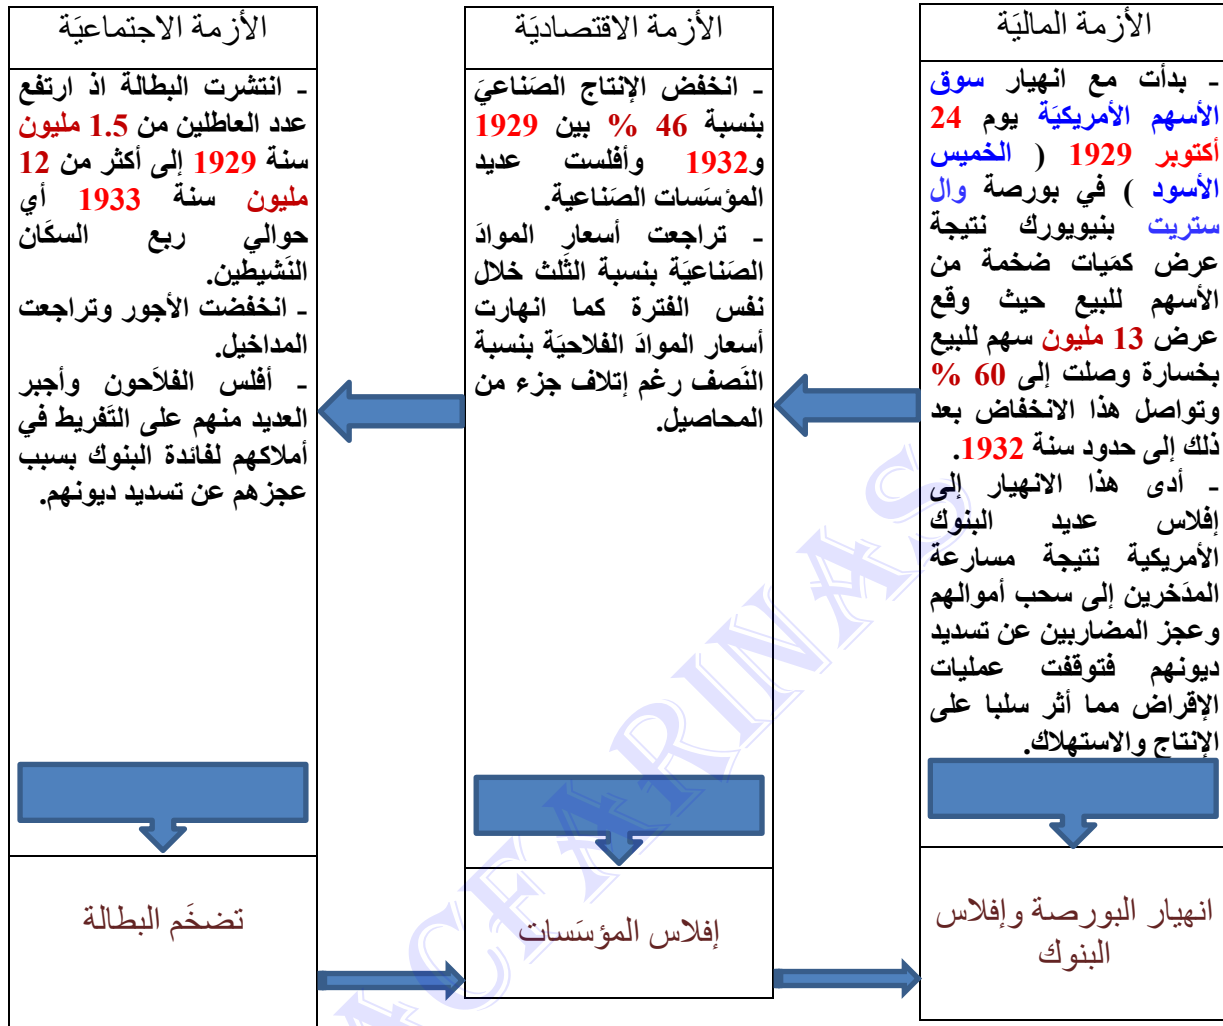 الأزمة الماليَة
- بدأت مع انهيار سوق
الأسهم الأمريكيَة يوم 24
أكتوبر 1929 ( الخميس
الأسود ) في بورصة وال
ستريت بنيويورك نتيجة
عرض كمَيات ضخمة من
الأسهم للبيع حيث وقع
عرض 13 مليون سهم للبيع
بخسارة وصلت إلى 60 %
وتواصل هذا الانخفاض بعد
ذلك إلى حدود سنة 1932.
- أدى هذا الانهيار إلى
إفلاس عديد البنوك
الأمريكية نتيجة مسارعة
المدَخرين إلى سحب أموالهم
وعجز المضاربين عن تسديد
ديونهم فتوقفت عمليات
الإقراض مما أثر سلبا على
الإنتاج والاستهلاك.
انهيار البورصة وإفلاس
البنوك
الأزمة الاقتصاديَة
- انخفض الإنتاج الصَناعيَ
بنسبة 46 % بين 1929
و1932 وأفلست عديد
المؤسَسات الصَناعية.
- تراجعت أسعار الموادَ
الصَناعيَة بنسبة الثَلث خلال
نفس الفترة كما انهارت
أسعار الموادَ الفلاحيَة بنسبة
النَصف رغم إتلاف جزء من
المحاصيل.
إفلاس المؤسَسات
الأزمة الاجتماعيَة
- انتشرت البطالة اذ ارتفع
عدد العاطلين من 1.5 مليون
سنة 1929 إلى أكثر من 12
مليون سنة 1933 أي
حوالي ربع السكَان
النَشيطين.
- انخفضت الأجور وتراجعت
المداخيل.
- أفلس الفلاَحون وأجبر
العديد منهم على التَفريط في
أملاكهم لفائدة البنوك بسبب
عجزهم عن تسديد ديونهم.
تضخَم البطالة
ACFARINAS